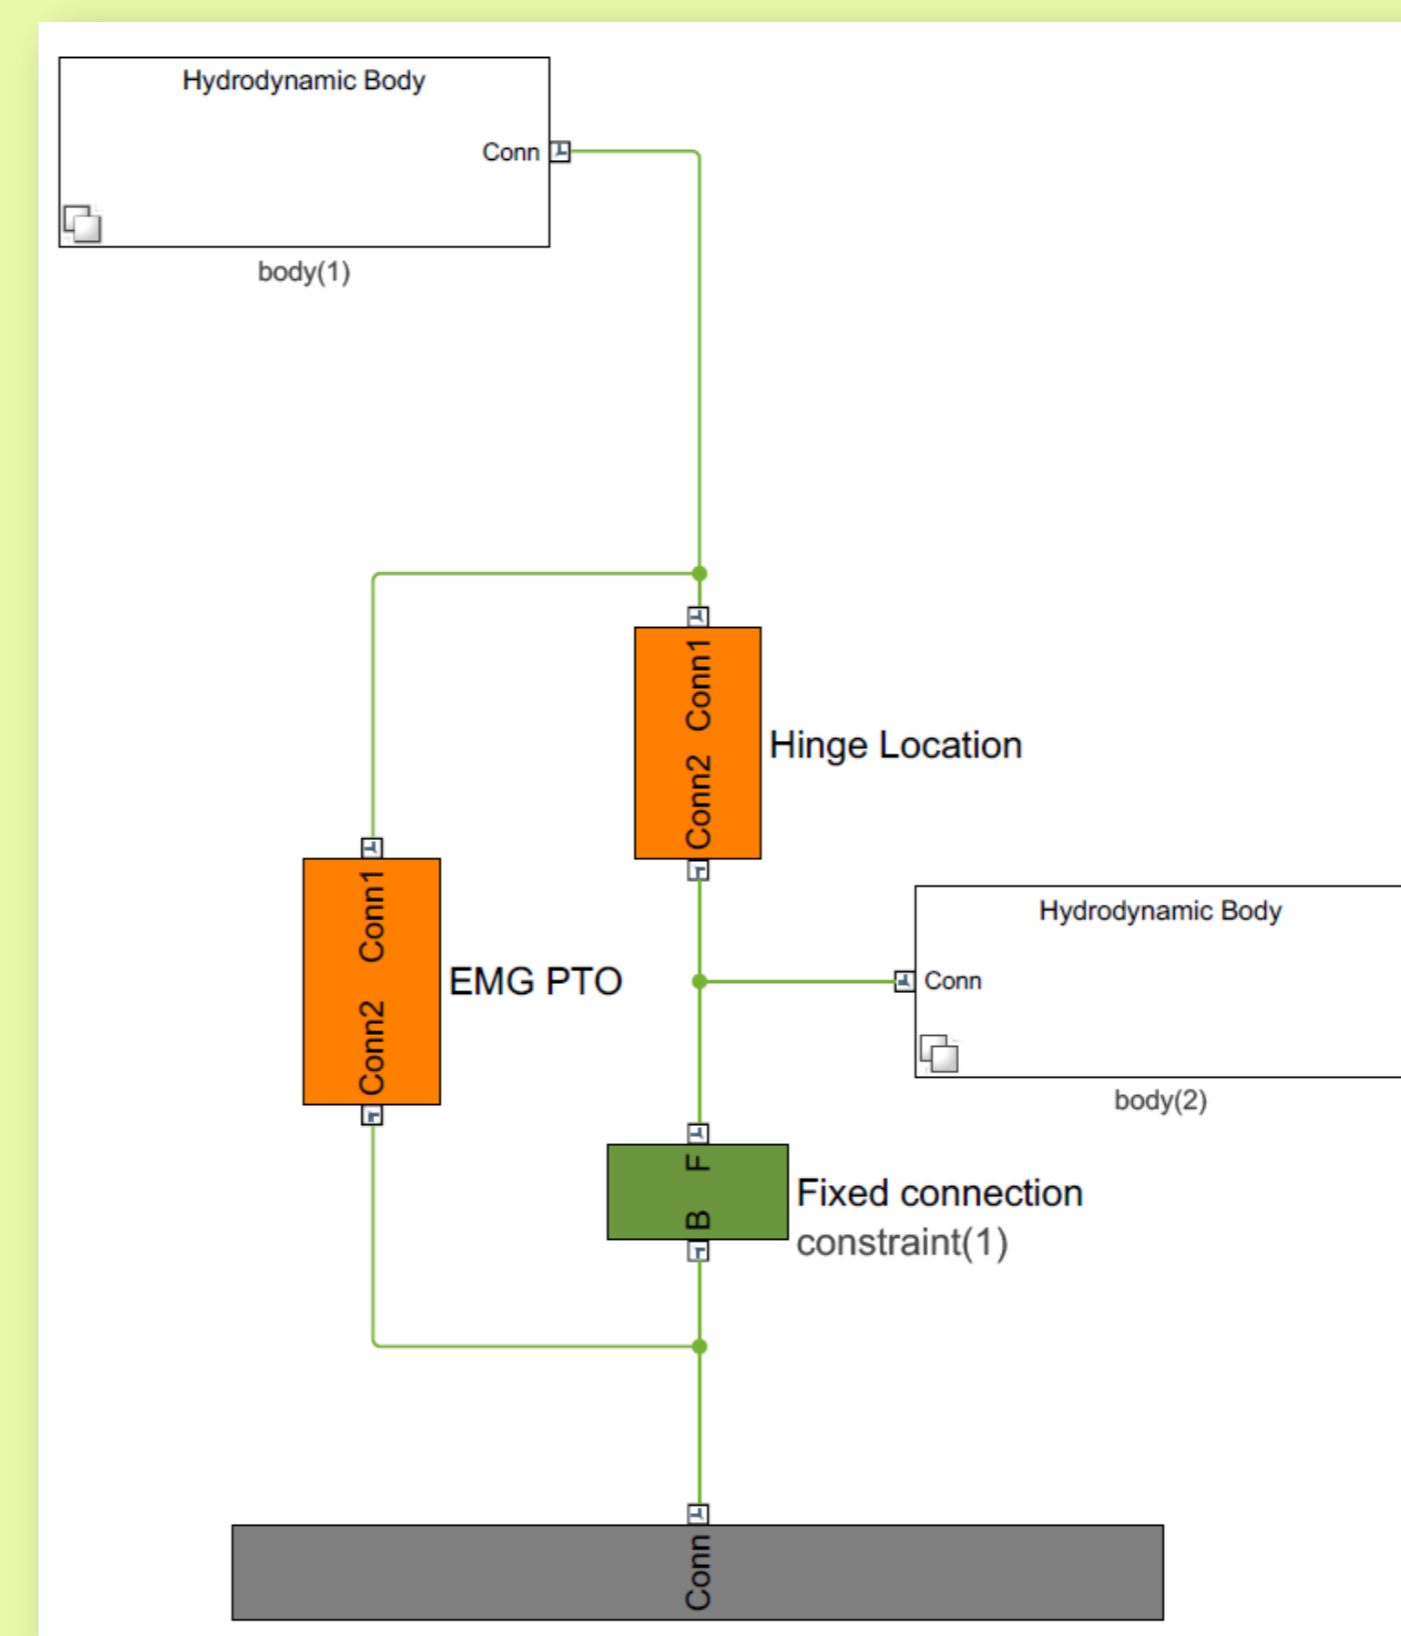 Hydrodynamic Body
Conn
body(1)
Conn1
Conn2
Hinge Location
Conn1
Conn2
EMG PTO
Hydrodynamic Body
Conn
body(2)
F
B
Fixed connection
constraint(1)
Conn